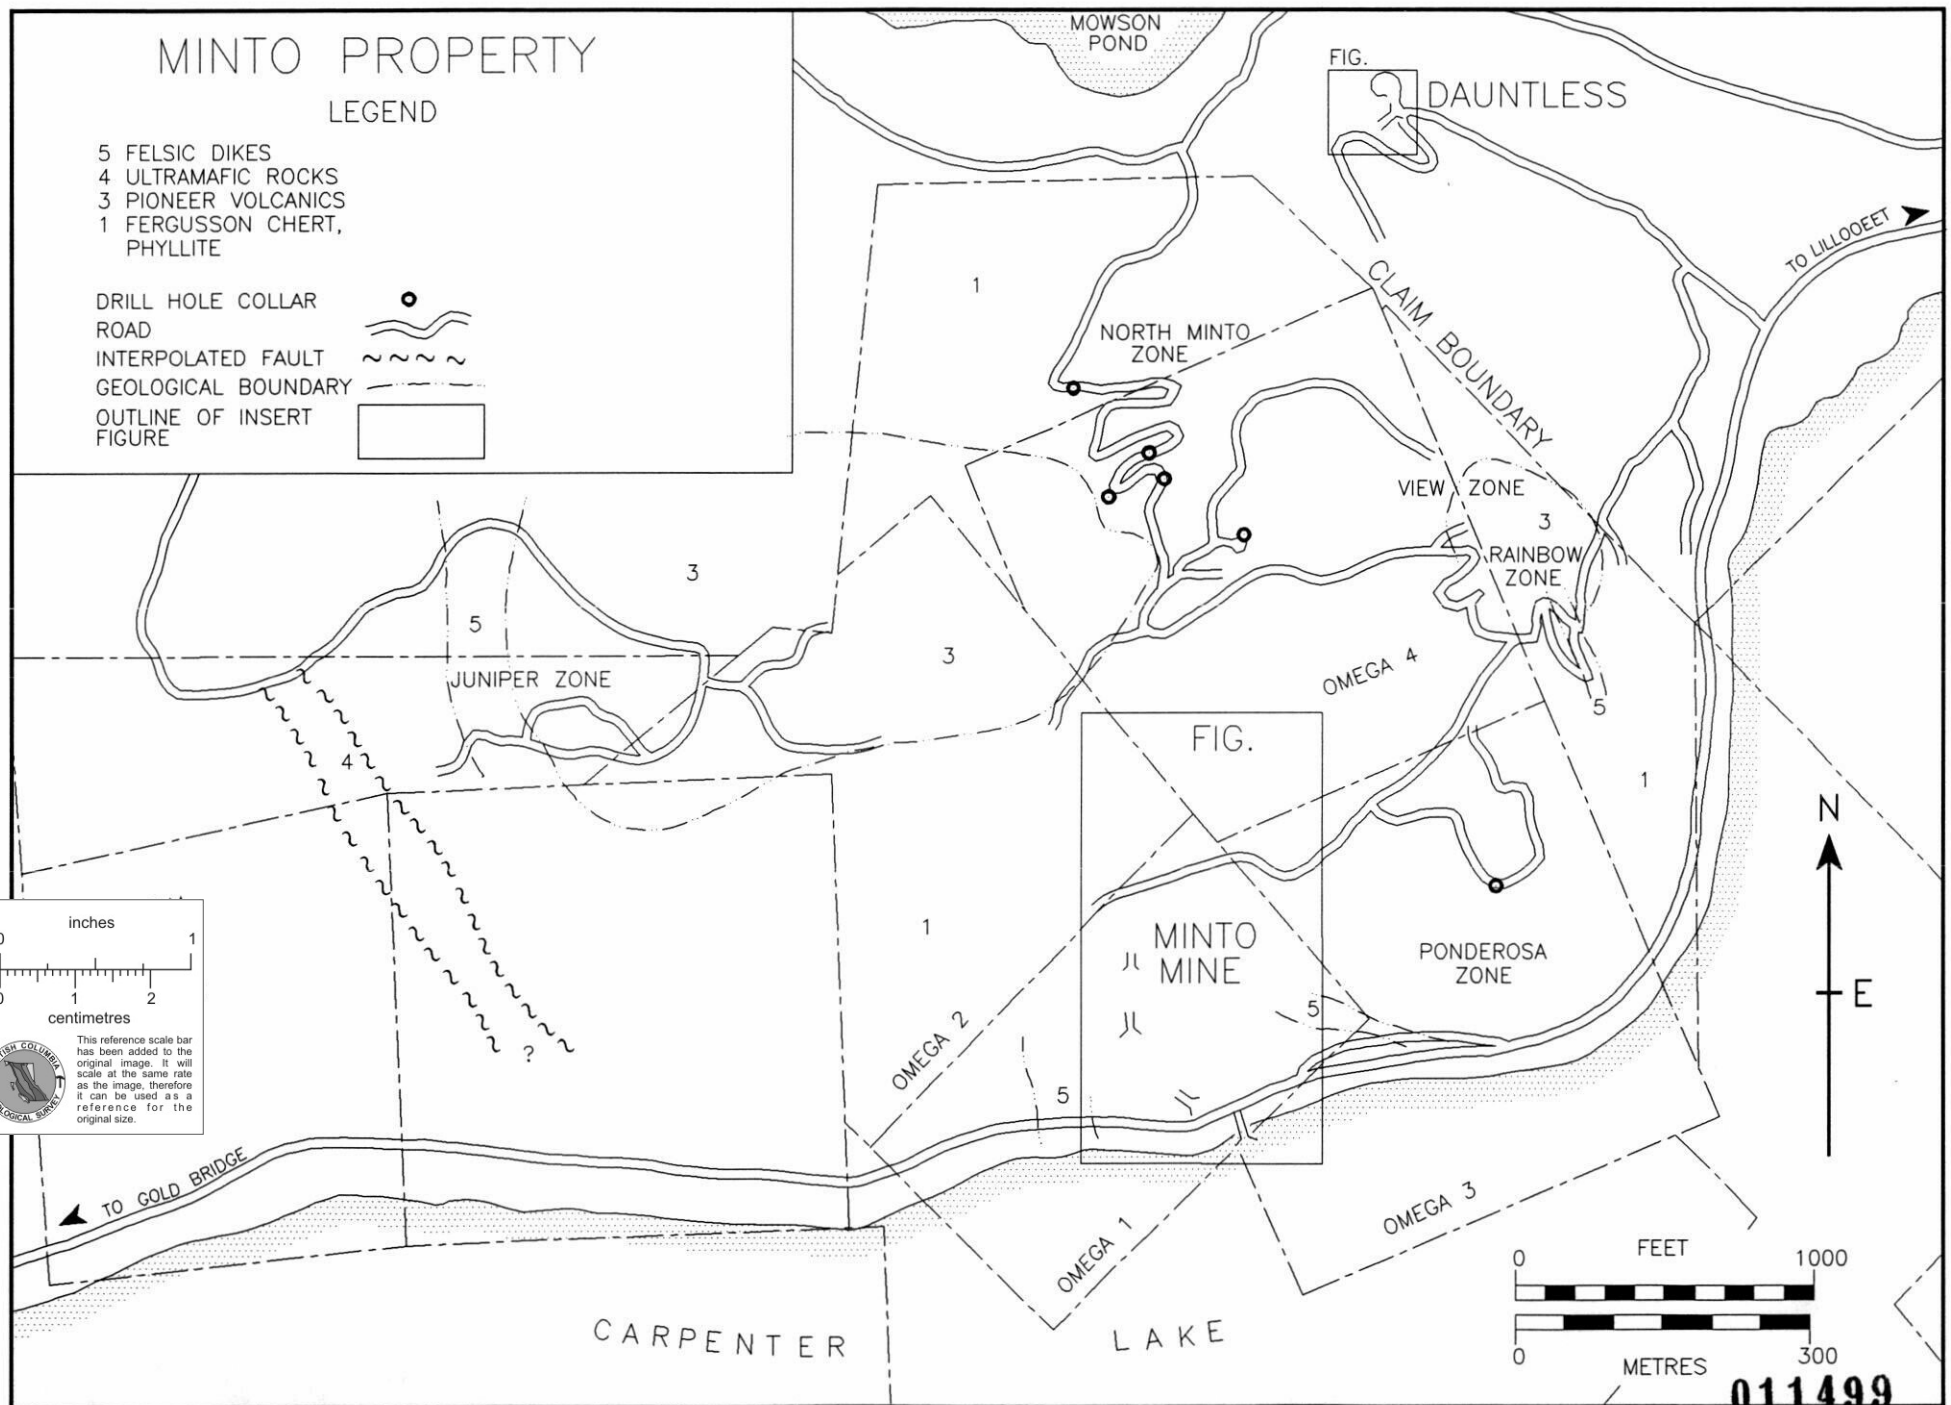 MINTO PROPERTY
LEGEND
5 FELSIC DIKES
4 ULTRAMAFIC ROCKS
3 PIONEER VOLCANICS
1 FERGUSSON CHERT,
PHYLLITE
DRILL HOLE COLLAR
ROAD
INTERPOLATED FAULT
GEOLOGICAL BOUNDARY
OUTLINE OF INSERT
FIGURE
MOWSON
POND
FIG.
DAUNTLESS
TO LILLOOEET
CLAIM BOUNDARY
1
NORTH MINTO
ZONE
VIEW ZONE
3
RAINBOW
ZONE
3
5
3
JUNIPER ZONE
OMEGA 4
5
4
FIG.
1
N
E
1
MINTO
MINE
PONDEROSA
ZONE
5
OMEGA 2
5
?
inches
0 1
0 1 2
centimetres
This reference scale bar
has been added to the
original image. It will
scale at the same rate
as the image, therefore
it can be used as a
reference for the
original size.
TO GOLD BRIDGE
OMEGA 1
OMEGA 3
FEET
0 1000
0 300
METRES
CARPENTER LAKE
011499